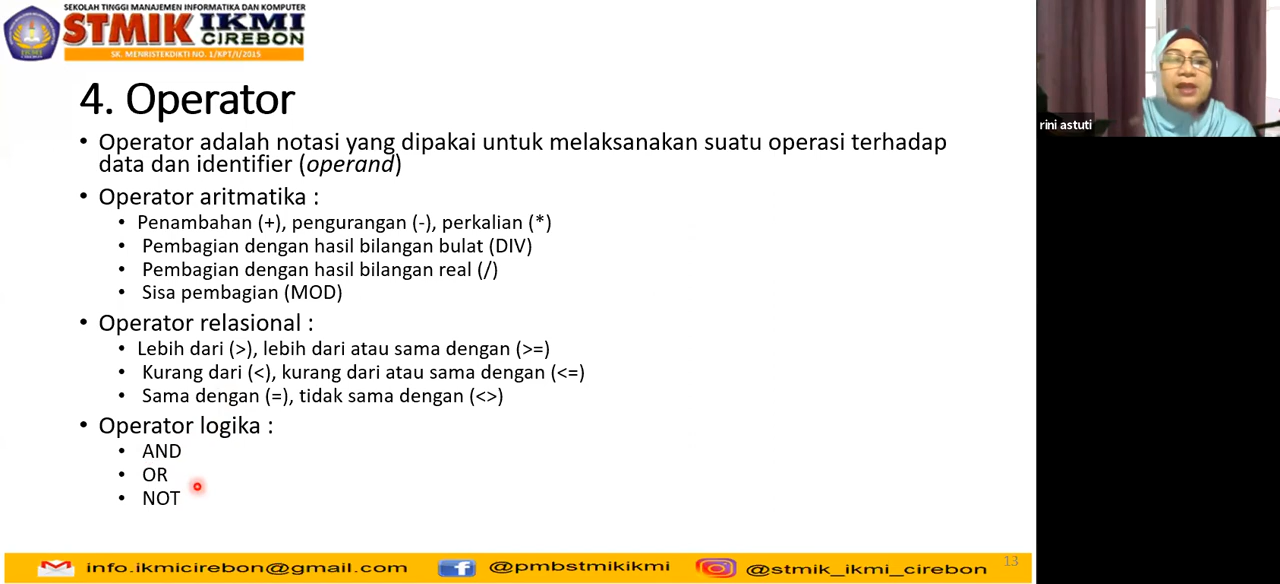 SEKOLAH TINGGI MANAJEMEN INFORMATIKA DAN KOMPUTER
STMIK IKMI
CIREBON
SK. MENRISTEKDIKTI NO. 1/KPT/I/2015
4. Operator
• Operator adalah notasi yang dipakai untuk melaksanakan suatu operasi terhadap
data dan identifier (operand)
• Operator aritmatika :
• Penambahan (+), pengurangan (-), perkalian (*)
• Pembagian dengan hasil bilangan bulat (DIV)
• Pembagian dengan hasil bilangan real (/)
• Sisa pembagian (MOD)
• Operator relasional :
• Lebih dari (>), lebih dari atau sama dengan (>=)
• Kurang dari (<), kurang dari atau sama dengan (<=)
• Sama dengan (=), tidak sama dengan (<>)
• Operator logika :
• AND
• OR
• NOT
info.ikmicirebon@gmail.com @pmbstmikikmi @stmik_ikmi_cirebon 13
rini astuti